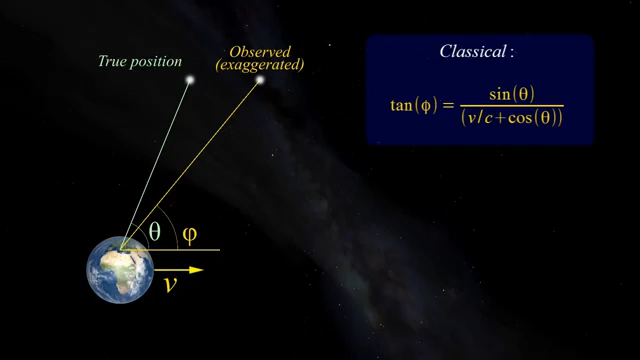 True position
Observed
(exaggerated)
Classical :
tan(φ) = sin(θ) / (v/c+cos(θ))
θ
φ
v